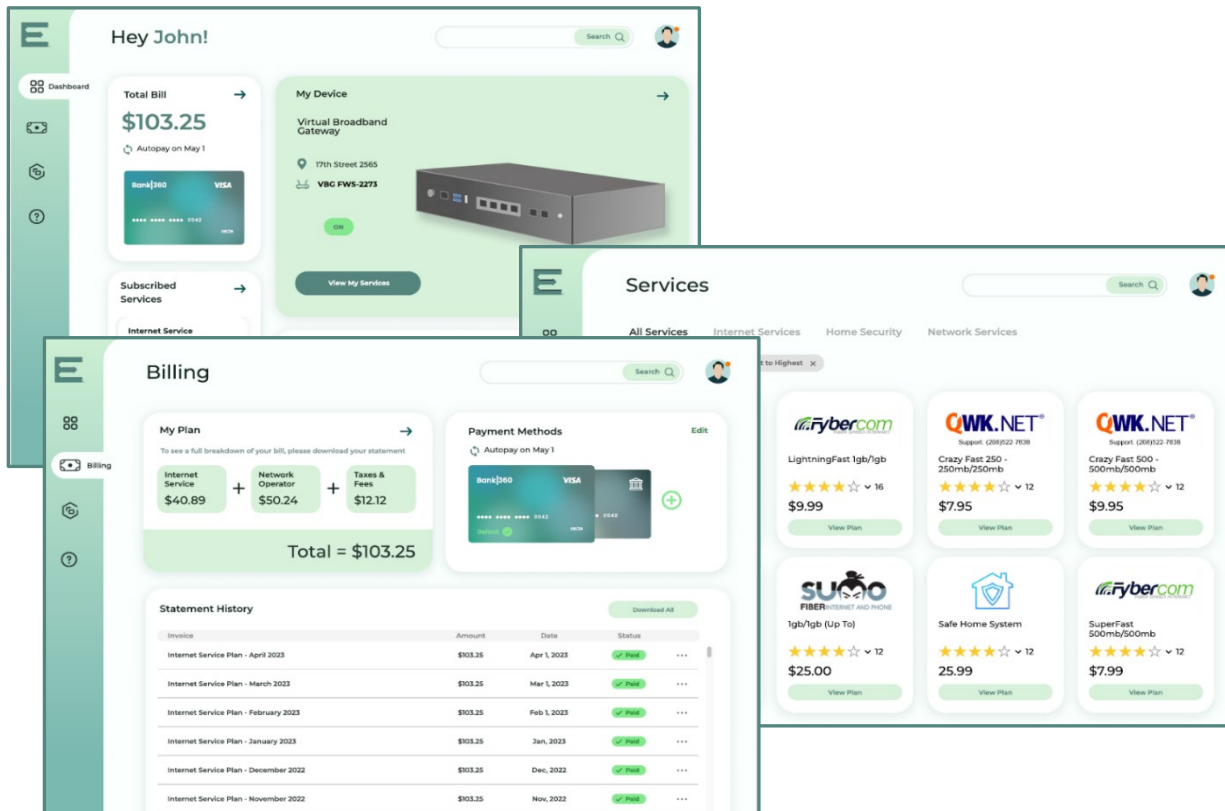 Hey John!
Search
Dashboard
Total Bill
$103.25
Autopay on May 1
Bank|360
VISA
•••• •••• •••• 0042
My Device
Virtual Broadband
Gateway
17th Street 2565
VBG FWS-2273
ON
View My Services
Subscribed
Services
Internet Service
Services
Search
All Services
Internet Services
Home Security
Network Services
t to Highest
Fybercom
LightningFast 1gb/1gb
16
$9.99
View Plan
QWK.NET®
Support: (208)522-7638
Crazy Fast 250 -
250mb/250mb
12
$7.95
View Plan
QWK.NET®
Support: (208)522-7638
Crazy Fast 500 -
500mb/500mb
12
$9.95
View Plan
SUMO
FIBER INTERNET AND PHONE
1gb/1gb (Up To)
12
$25.00
View Plan
Safe Home System
12
25.99
View Plan
Fybercom
SuperFast
500mb/500mb
12
$7.99
View Plan
Billing
Search
Billing
My Plan
To see a full breakdown of your bill, please download your statement
Internet
Service
$40.89
+
Network
Operator
$50.24
+
Taxes &
Fees
$12.12
Total = $103.25
Payment Methods
Edit
Autopay on May 1
Bank|360
VISA
•••• •••• •••• 0042
Default
0042
Statement History
Download All
Invoice Amount Date Status
Internet Service Plan - April 2023 $103.25 Apr 1, 2023 Paid
Internet Service Plan - March 2023 $103.25 Mar 1, 2023 Paid
Internet Service Plan - February 2023 $103.25 Feb 1, 2023 Paid
Internet Service Plan - January 2023 $103.25 Jan, 2023 Paid
Internet Service Plan - December 2022 $103.25 Dec, 2022 Paid
Internet Service Plan - November 2022 $103.25 Nov, 2022 Paid